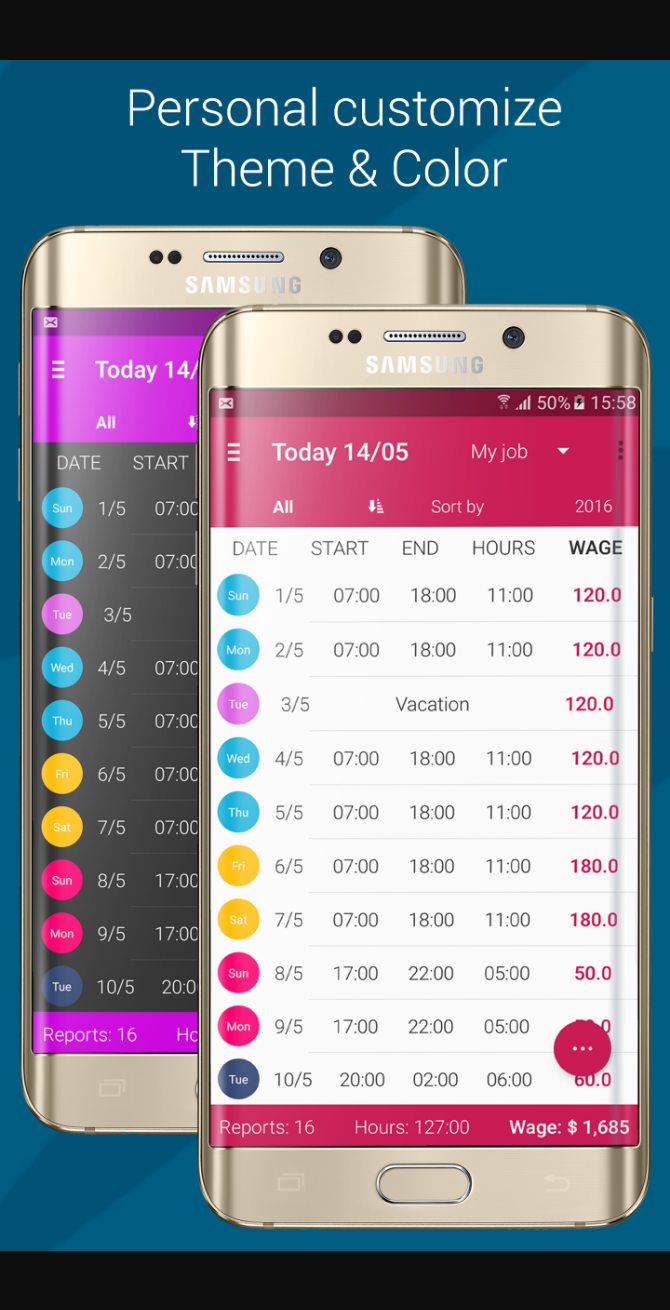 Personal customize
Theme & Color
SAMSUNG
Today 14/
All
DATE START
Sun 1/5 07:00
Mon 2/5 07:00
Tue 3/5
Wed 4/5 07:00
Thu 5/5 07:00
Fri 6/5 07:00
Sat 7/5 07:00
Sun 8/5 17:00
Mon 9/5 17:00
Tue 10/5 20:0
Reports: 16 Ho
SAMSUNG
50% 15:58
Today 14/05 My job
All Sort by 2016
DATE START END HOURS WAGE
Sun 1/5 07:00 18:00 11:00 120.0
Mon 2/5 07:00 18:00 11:00 120.0
Tue 3/5 Vacation 120.0
Wed 4/5 07:00 18:00 11:00 120.0
Thu 5/5 07:00 18:00 11:00 120.0
Fri 6/5 07:00 18:00 11:00 180.0
Sat 7/5 07:00 18:00 11:00 180.0
Sun 8/5 17:00 22:00 05:00 50.0
Mon 9/5 17:00 22:00 05:00
Tue 10/5 20:00 02:00 06:00 60.0
Reports: 16 Hours: 127:00 Wage: $ 1,685